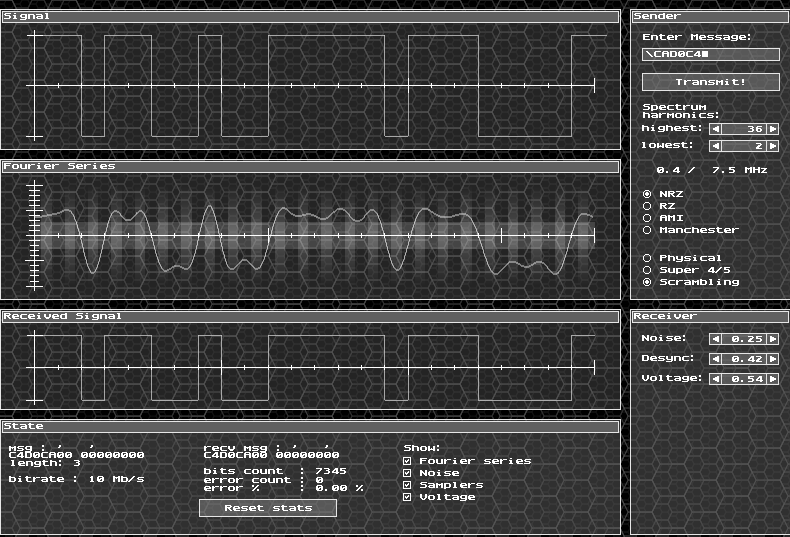 Signal
Fourier Series
Received Signal
State
msg : ' '
C4D0CA00 00000000
length: 3
bitrate : 10 Mb/s
recv msg : ' '
C4D0CA00 00000000
bits count : 7345
error count : 0
error % : 0.00 %
Reset stats
Show:
Fourier series
Noise
Samplers
Voltage
Sender
Enter Message:
\CAD0C4
Transmit!
Spectrum
harmonics:
highest: 36
lowest: 2
0.4 / 7.5 MHz
NRZ
RZ
AMI
Manchester
Physical
Super 4/5
Scrambling
Receiver
Noise: 0.25
Desync: 0.42
Voltage: 0.54